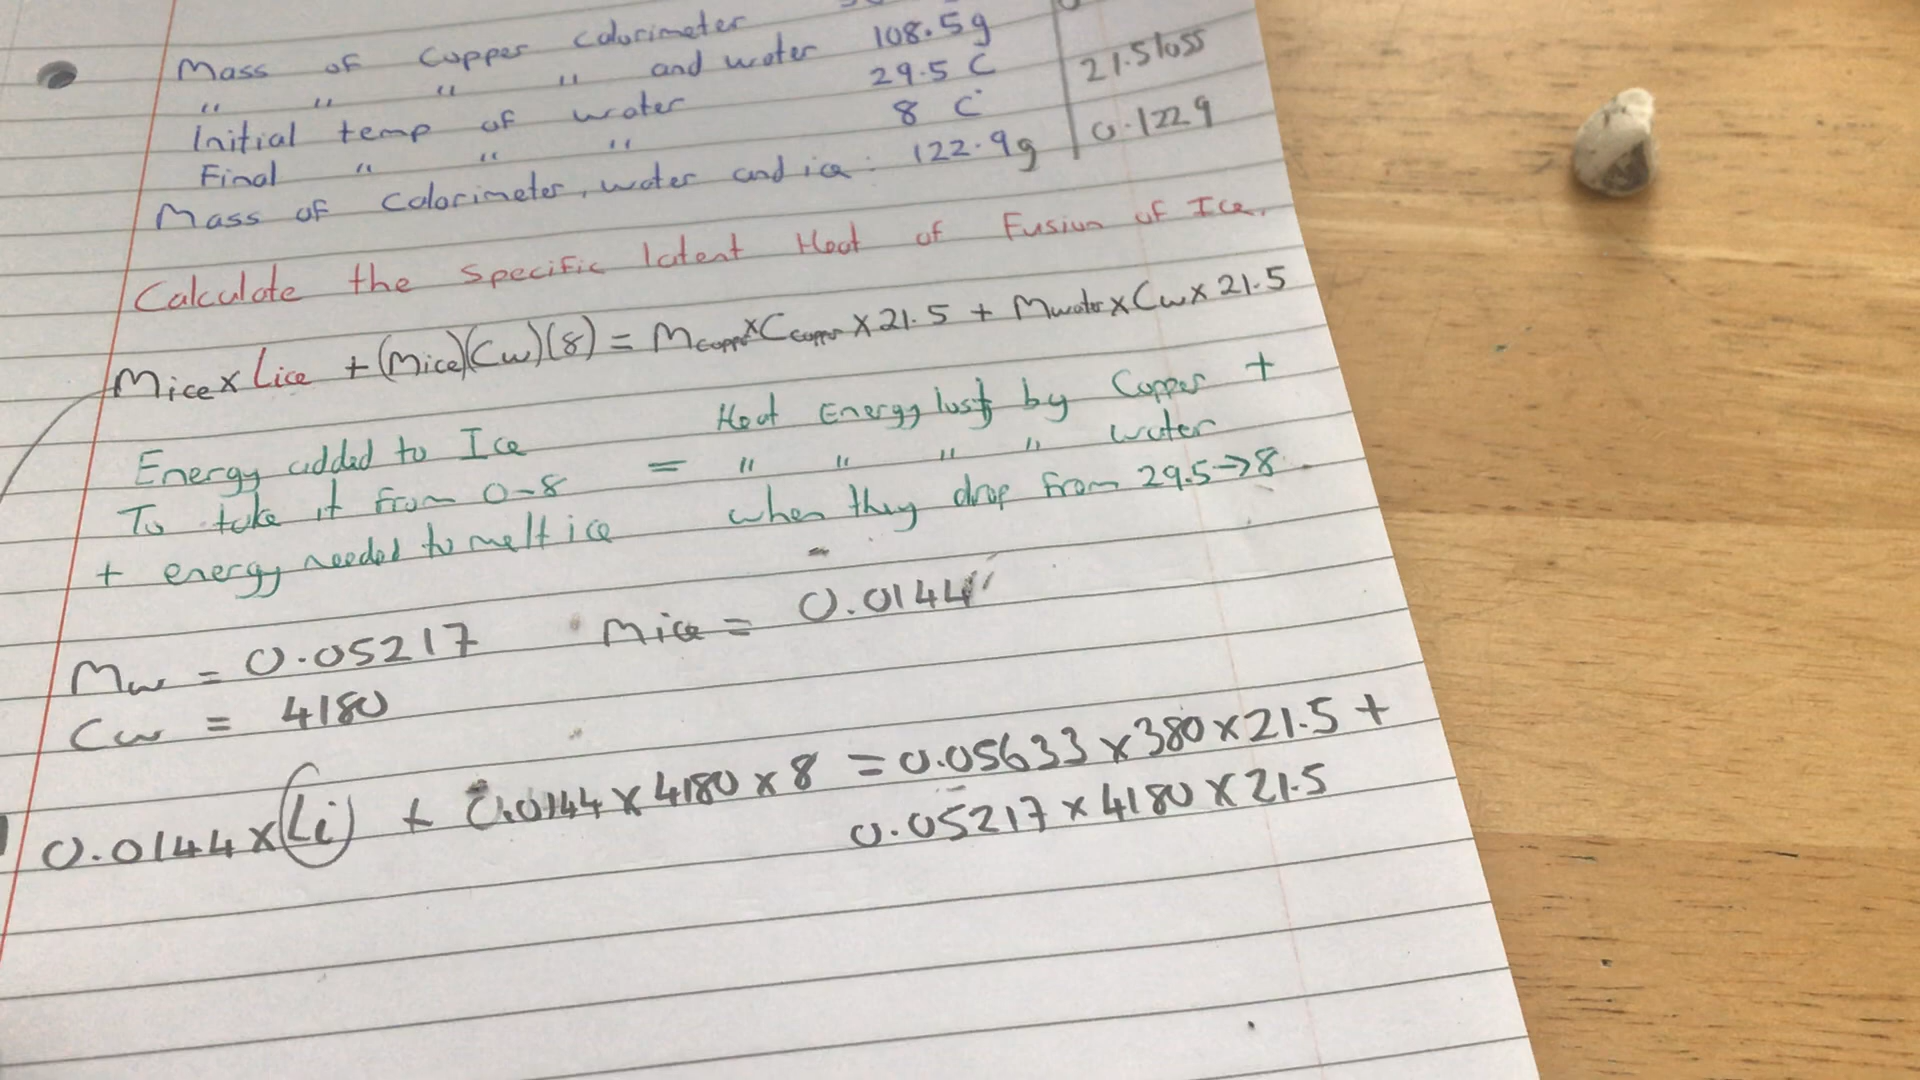 Mass of Copper Calorimeter
" " " " and water 108.5g
Initial temp of water 29.5 C 21.5 loss
Final " " " 8 C°
Mass of Calorimeter, water and ice: 122.9g 0.1229
Calculate the Specific latent Heat of Fusion of Ice.
Mice x Lice + (Mice)(Cw)(8) = Mcopper x Ccopper x 21.5 + Mwater x Cw x 21.5
Energy added to Ice = Heat Energy lost by Copper +
To take it from 0-8 " " " " water
+ energy needed to melt ice when they drop from 29.5→8
Mw = 0.05217 Mice = 0.0144
Cw = 4180
0.0144 x (Li) + 0.0144 x 4180 x 8 = 0.05633 x 380 x 21.5 +
0.05217 x 4180 x 21.5